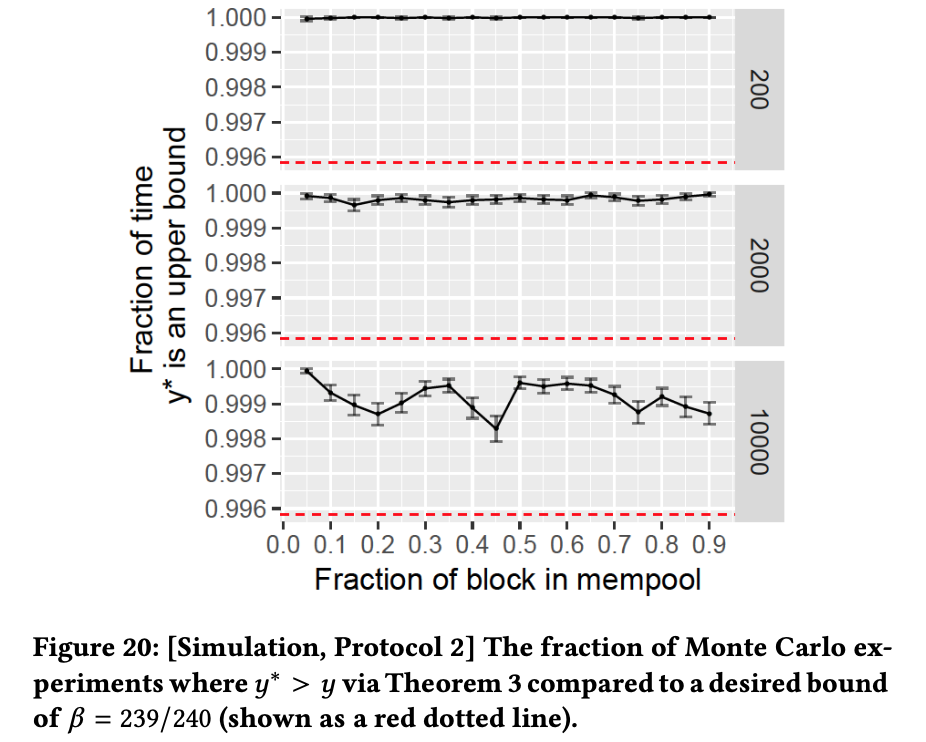 Fraction of time
y* is an upper bound
1.000
0.999
0.998
0.997
0.996
200
1.000
0.999
0.998
0.997
0.996
2000
1.000
0.999
0.998
0.997
0.996
10000
0.0 0.1 0.2 0.3 0.4 0.5 0.6 0.7 0.8 0.9
Fraction of block in mempool
Figure 20: [Simulation, Protocol 2] The fraction of Monte Carlo ex-
periments where y* > y via Theorem 3 compared to a desired bound
of β = 239/240 (shown as a red dotted line).